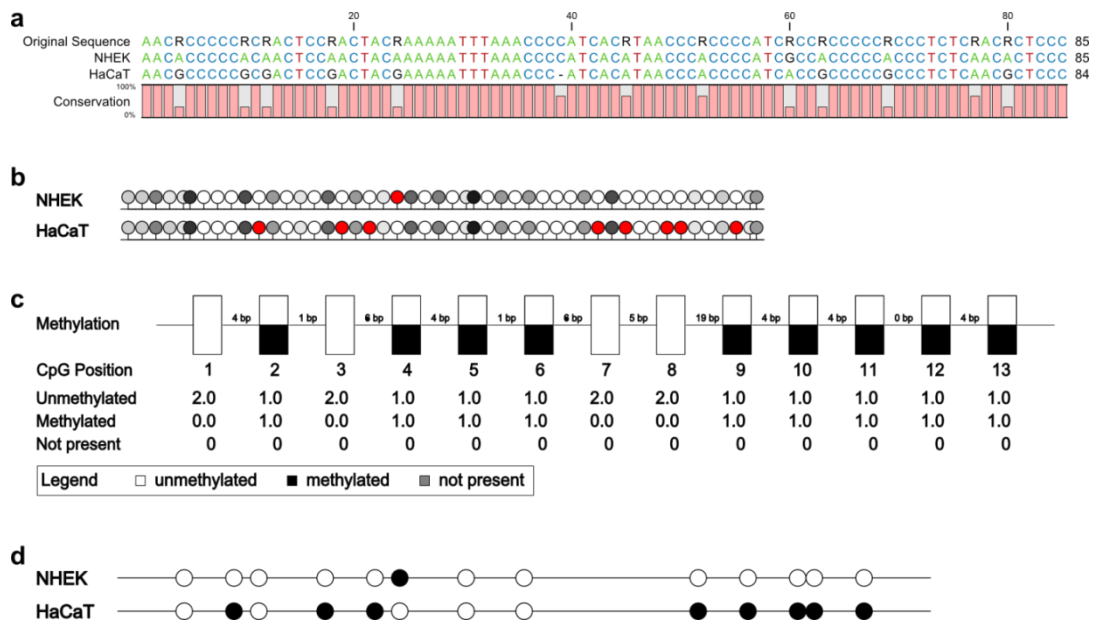 a
20 40 60 80
Original Sequence AACRCCCCCRCRACTCCRACTACRAAAAATTTAAACCCCATCACRTAACCCRCCCCATCRCCRCCCCCRCCCTCTCRACRCTCCC 85
NHEK AACACCCCCACAACTCCAACTACAAAAAATTTAAACCCCATCACATAACCCACCCCATCGCCACCCCCACCCTCTCAACACTCCC 85
HaCaT AACGCCCCCGCGACTCCGACTACGAAAAATTTAAACCC-ATCACATAACCCACCCCATCACCGCCCCCGCCCTCTCAACGCTCCC 84
100%
Conservation
0%
b
NHEK
HaCaT
c
4 bp 1 bp 6 bp 4 bp 1 bp 6 bp 5 bp 19 bp 4 bp 4 bp 0 bp 4 bp
Methylation
CpG Position 1 2 3 4 5 6 7 8 9 10 11 12 13
Unmethylated 2.0 1.0 2.0 1.0 1.0 1.0 2.0 2.0 1.0 1.0 1.0 1.0 1.0
Methylated 0.0 1.0 0.0 1.0 1.0 1.0 0.0 0.0 1.0 1.0 1.0 1.0 1.0
Not present 0 0 0 0 0 0 0 0 0 0 0 0 0
Legend unmethylated methylated not present
d
NHEK
HaCaT